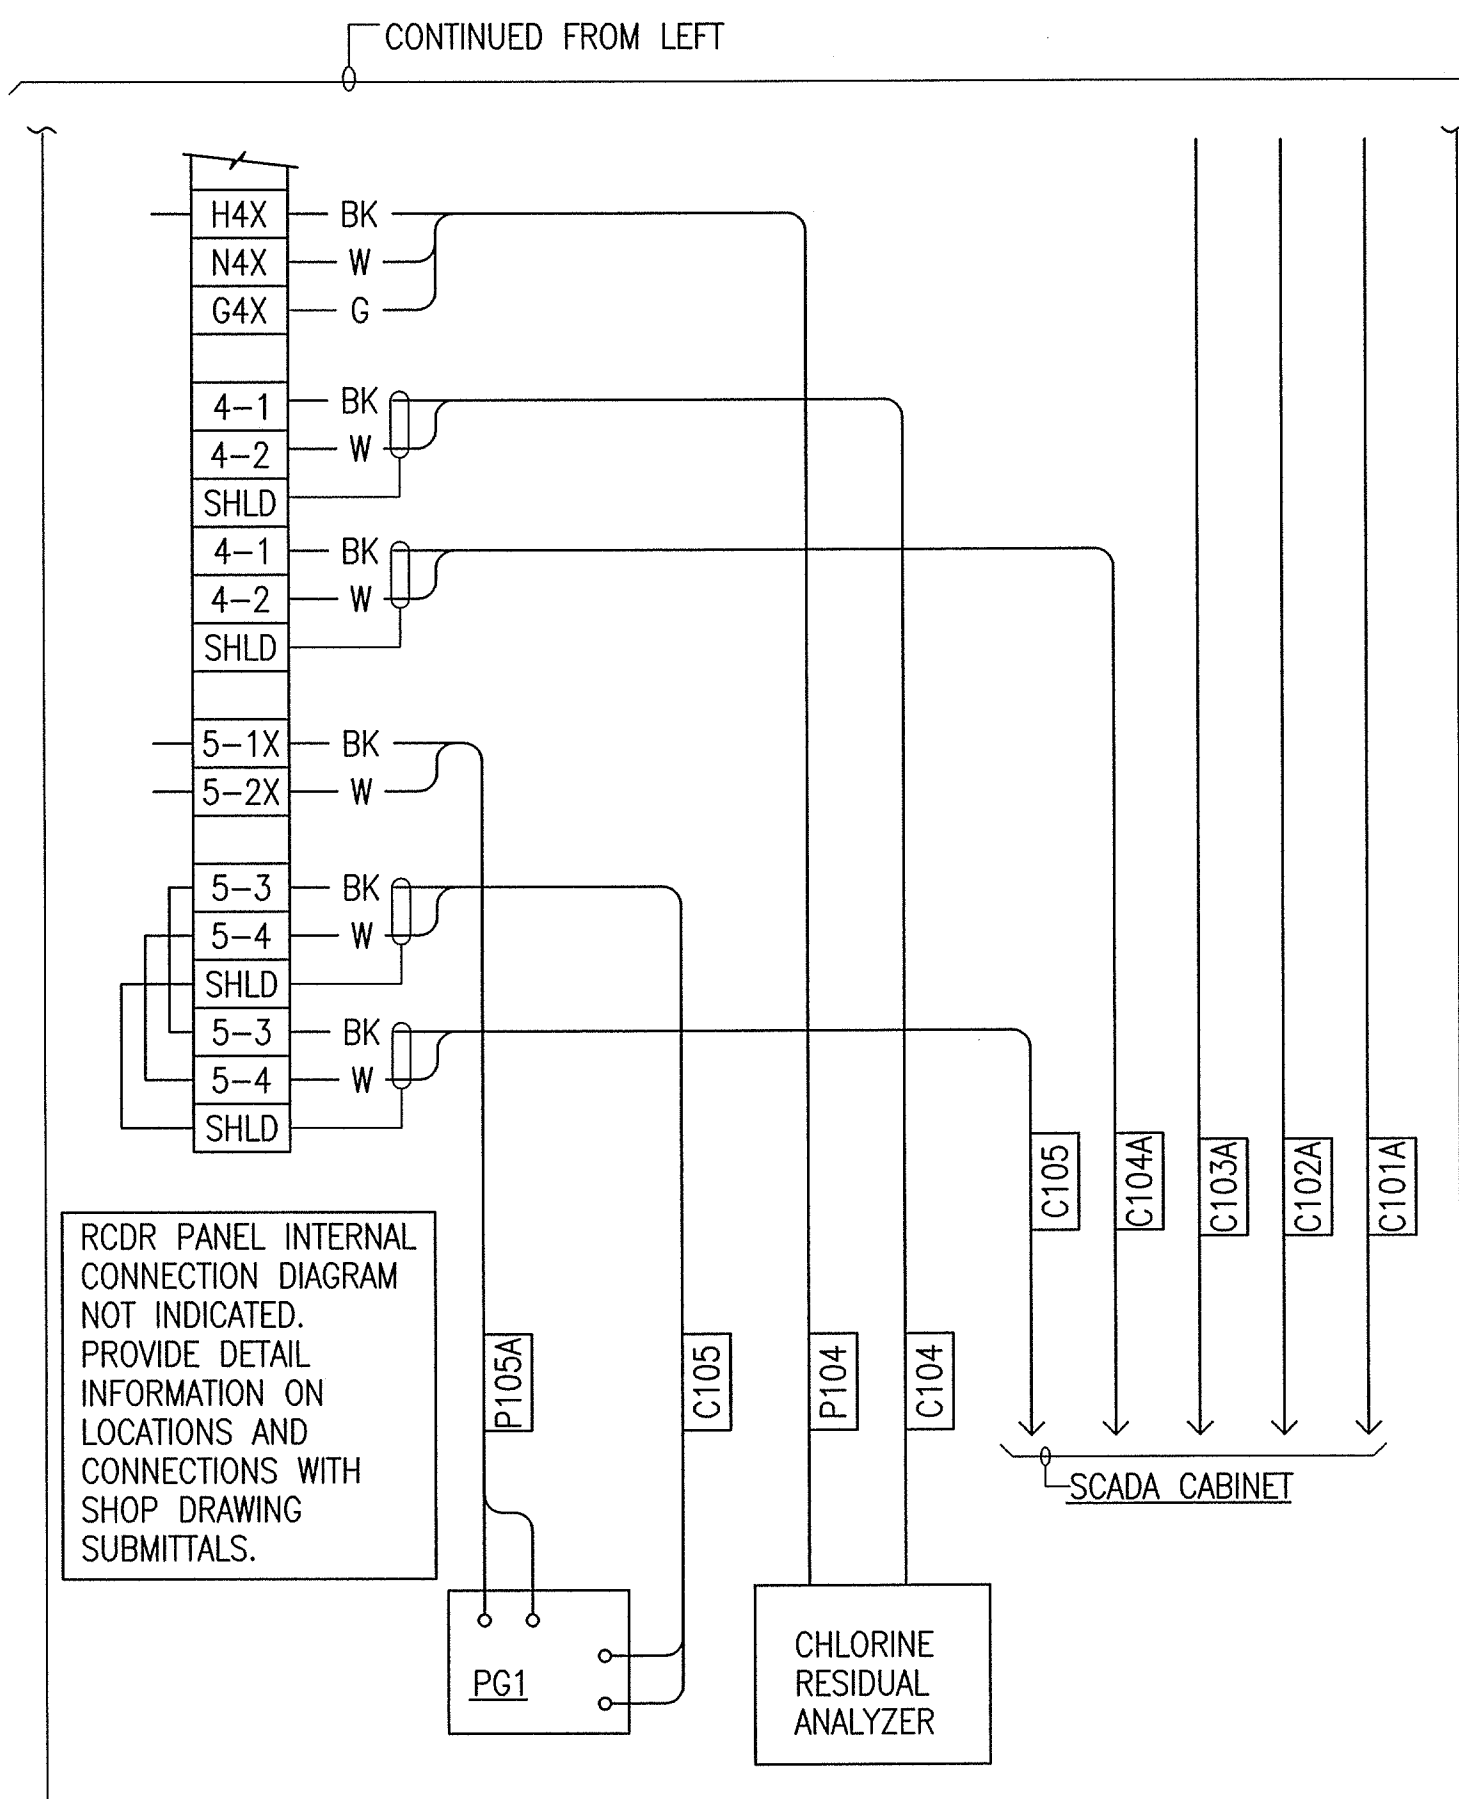 CONTINUED FROM LEFT
H4X BK
N4X W
G4X G
4-1 BK
4-2 W
SHLD
4-1 BK
4-2 W
SHLD
5-1X BK
5-2X W
5-3 BK
5-4 W
SHLD
5-3 BK
5-4 W
SHLD
C105
C104A
C103A
C102A
C101A
RCDR PANEL INTERNAL
CONNECTION DIAGRAM
NOT INDICATED.
PROVIDE DETAIL
INFORMATION ON
LOCATIONS AND
CONNECTIONS WITH
SHOP DRAWING
SUBMITTALS.
P105A
C105
P104
C104
SCADA CABINET
PG1
CHLORINE
RESIDUAL
ANALYZER